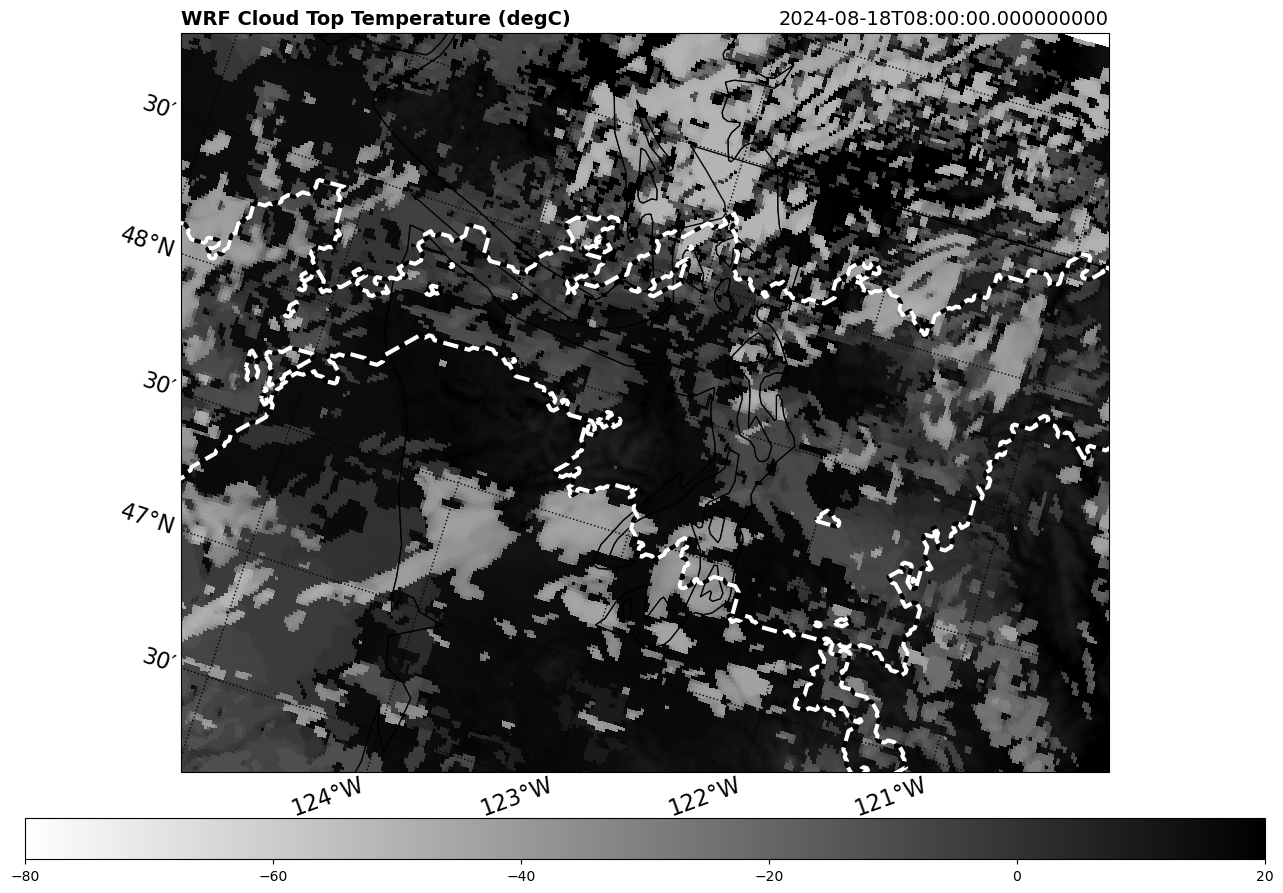 WRF Cloud Top Temperature (degC) 2024-08-18T08:00:00.000000000
30′
48°N
30′
47°N
30′
124°W 123°W 122°W 121°W
−80 −60 −40 −20 0 20